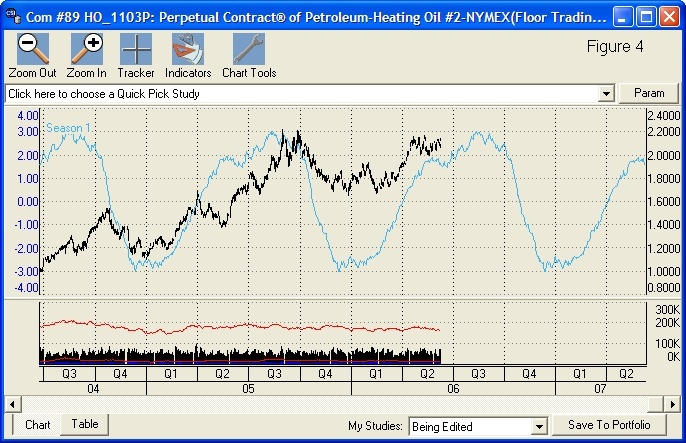 Com #89 HO_1103P: Perpetual Contract® of Petroleum-Heating Oil #2-NYMEX(Floor Tradin...
CSI
Figure 4
Zoom Out Zoom In Tracker Indicators Chart Tools
Click here to choose a Quick Pick Study Param
Season 1
4.00 2.4000
3.00 2.2000
2.00 2.0000
1.00 1.8000
0.00 1.6000
-1.00 1.4000
-2.00 1.2000
-3.00 1.0000
-4.00 0.8000
300K
200K
100K
0K
Q3 Q4 Q1 Q2 Q3 Q4 Q1 Q2 Q3 Q4 Q1 Q2
04 05 06 07
Chart Table My Studies: Being Edited Save To Portfolio